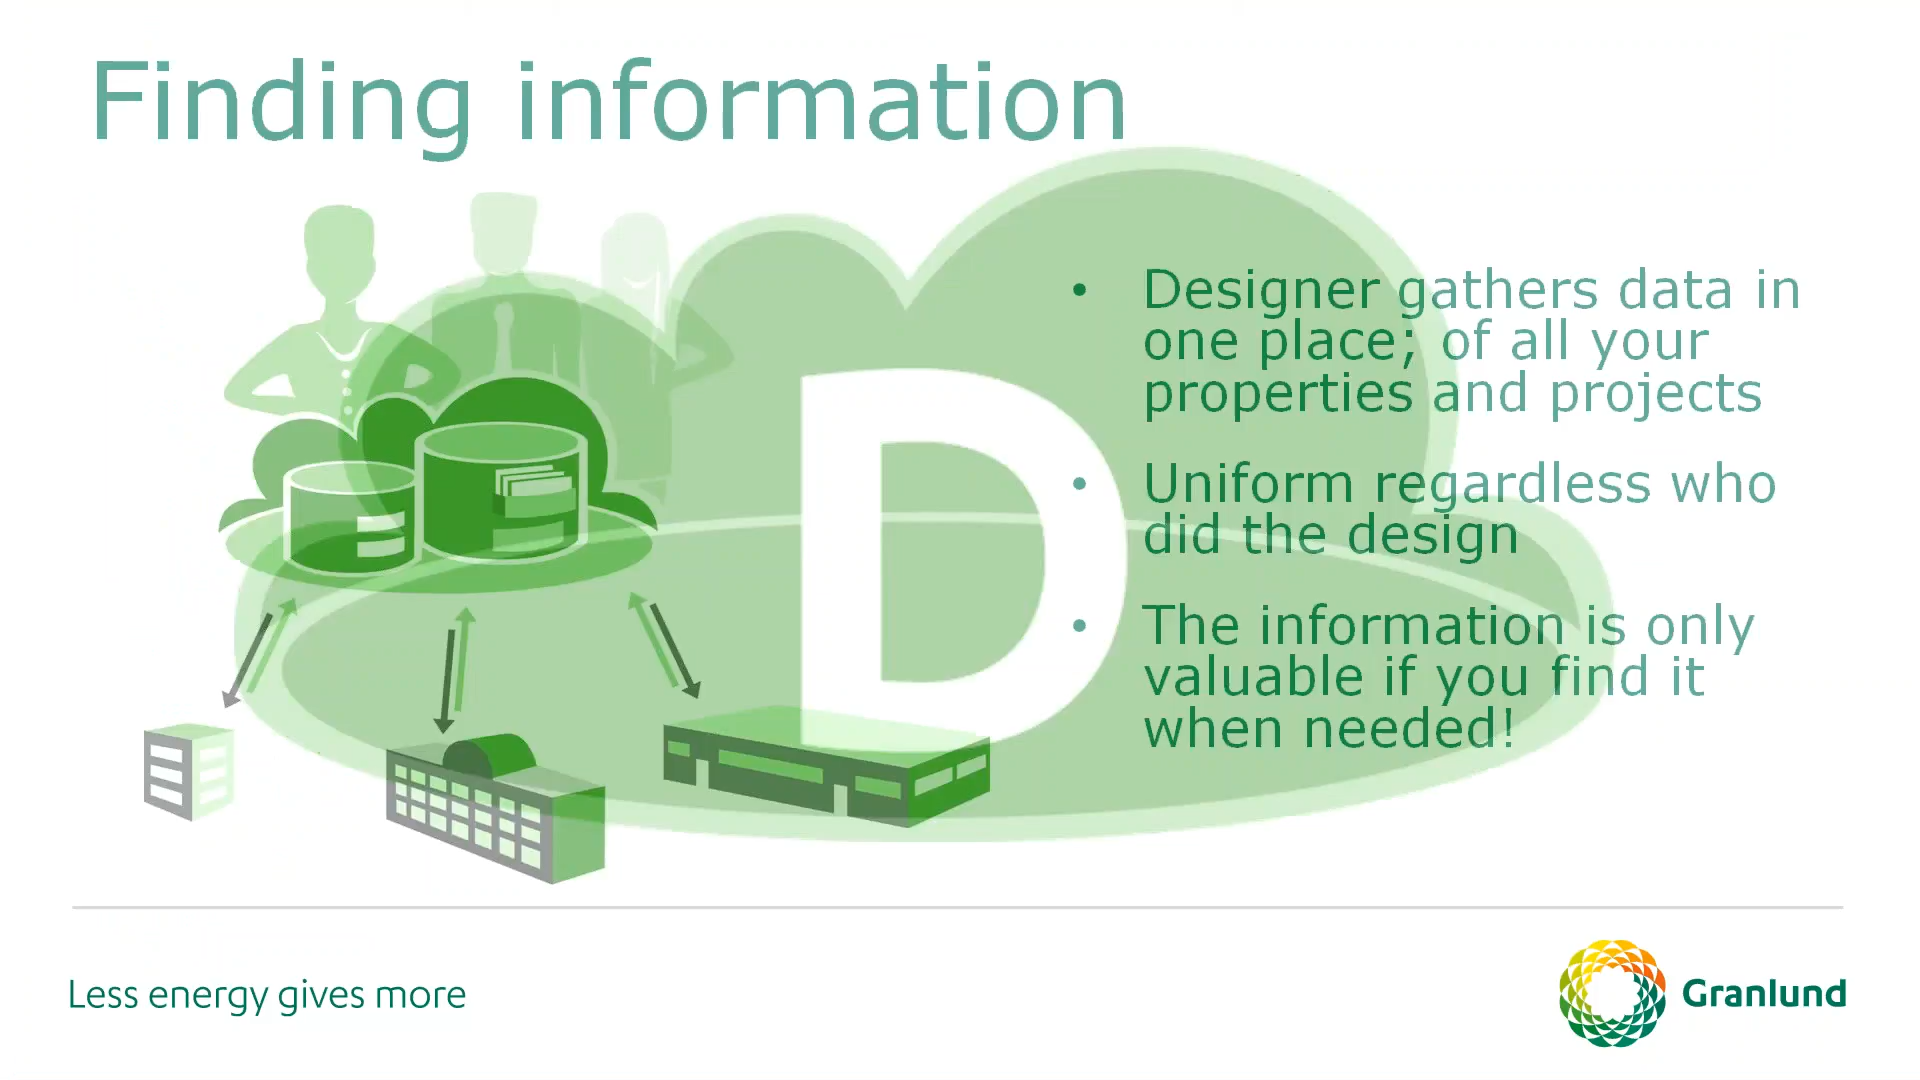 Finding information
D
• Designer gathers data in
one place; of all your
properties and projects
• Uniform regardless who
did the design
• The information is only
valuable if you find it
when needed!
Less energy gives more
Granlund